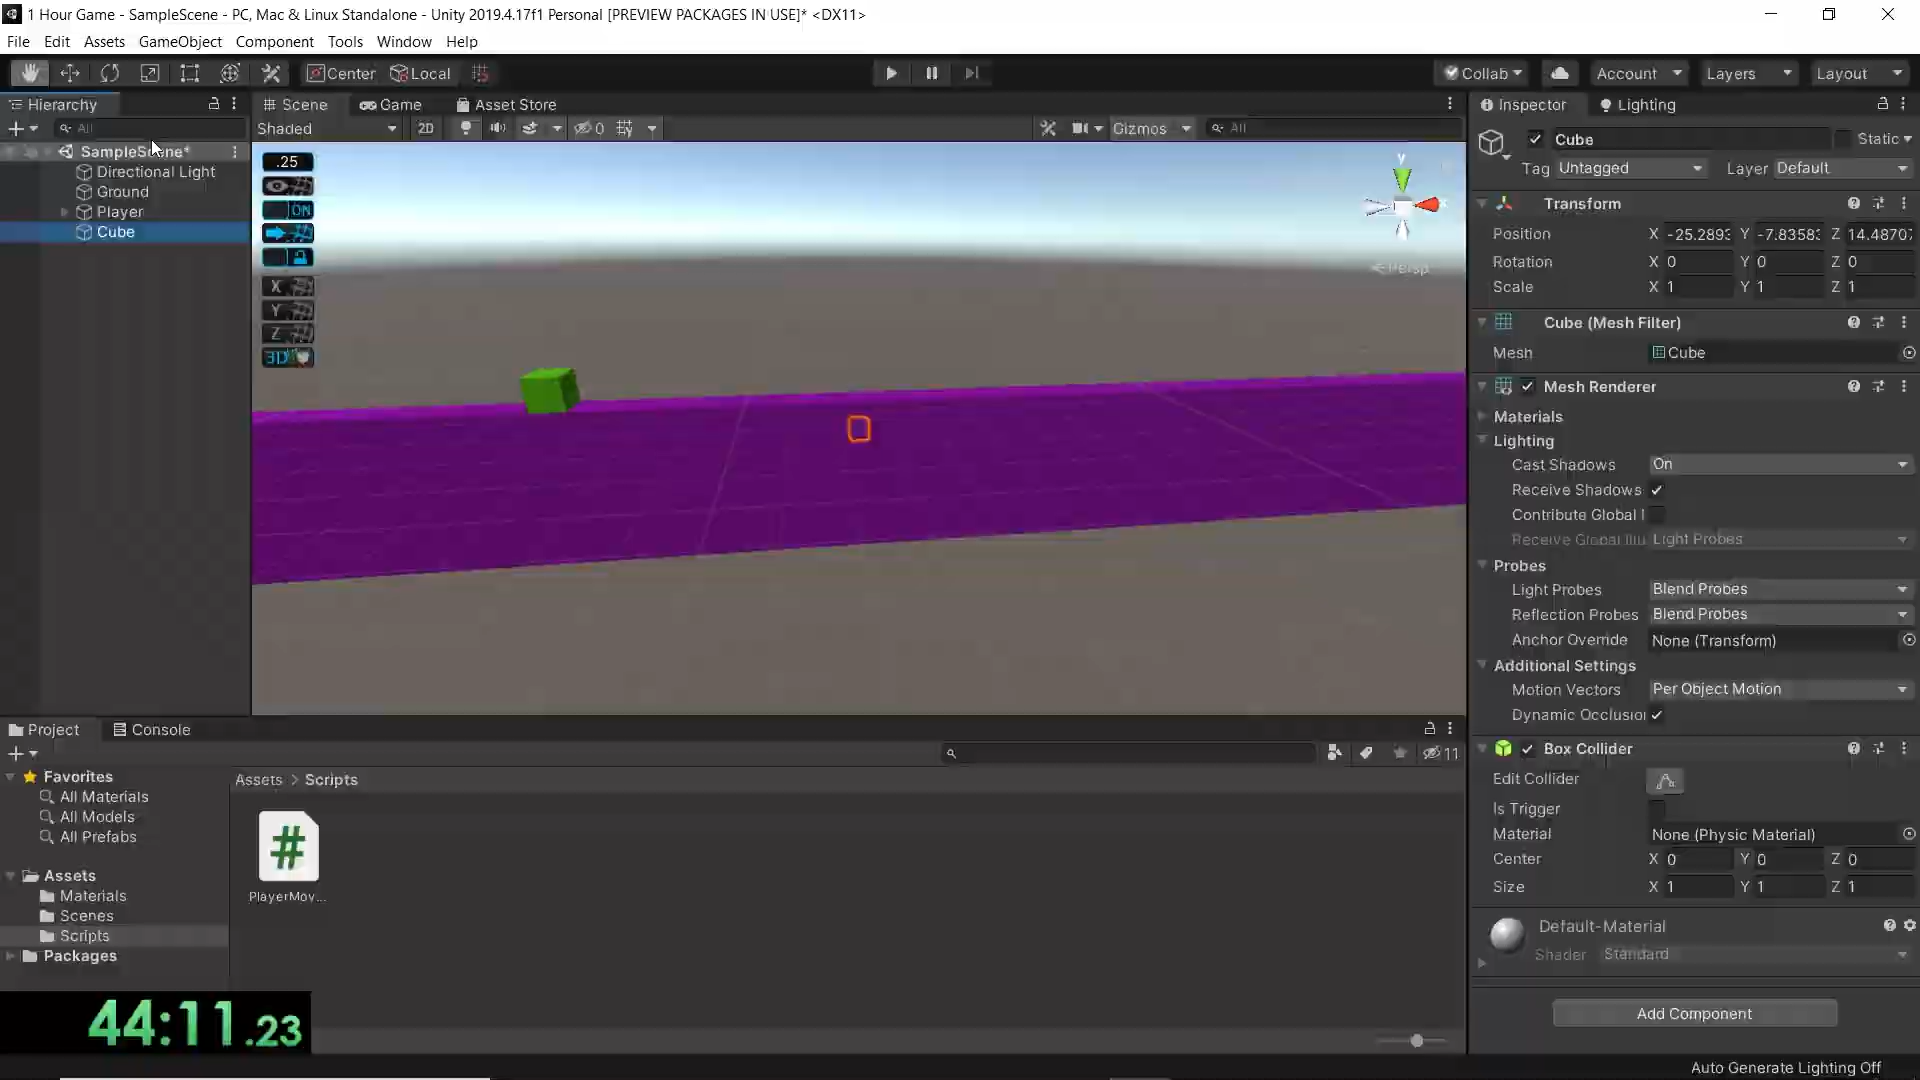 1 Hour Game - SampleScene - PC, Mac & Linux Standalone - Unity 2019.4.17f1 Personal [PREVIEW PACKAGES IN USE]* <DX11>
File Edit Assets GameObject Component Tools Window Help
Center Local Collab Account Layers Layout
Hierarchy
All
SampleScene*
Directional Light
Ground
Player
Cube
Scene Game Asset Store
Shaded 2D 0 Gizmos All
.25
ON
X
Y
Z
3D
y
x
Persp
Inspector Lighting
Cube Static
Tag Untagged Layer Default
Transform
Position X -25.2893 Y -7.83583 Z 14.48707
Rotation X 0 Y 0 Z 0
Scale X 1 Y 1 Z 1
Cube (Mesh Filter)
Mesh Cube
Mesh Renderer
Materials
Lighting
Cast Shadows On
Receive Shadows
Contribute Global I
Receive Global Illu Light Probes
Probes
Light Probes Blend Probes
Reflection Probes Blend Probes
Anchor Override None (Transform)
Additional Settings
Motion Vectors Per Object Motion
Dynamic Occlusion
Box Collider
Edit Collider
Is Trigger
Material None (Physic Material)
Center X 0 Y 0 Z 0
Size X 1 Y 1 Z 1
Default-Material
Shader Standard
Add Component
Project Console
11
Favorites
All Materials
All Models
All Prefabs
Assets
Materials
Scenes
Scripts
Packages
Assets > Scripts
#
PlayerMov...
44:11.23
Auto Generate Lighting Off